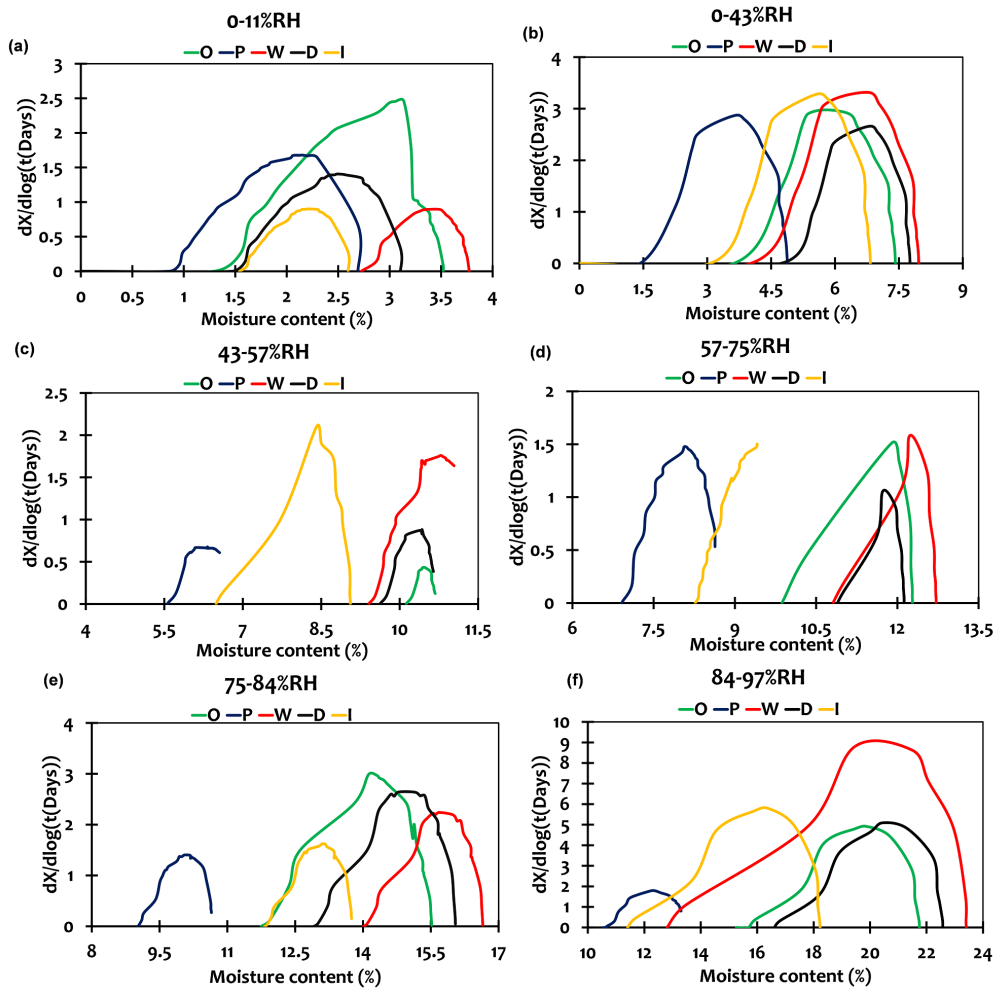 (a)
0-11%RH
O P W D I
dX/dlog(t(Days))
3
2.5
2
1.5
1
0.5
0
0 0.5 1 1.5 2 2.5 3 3.5 4
Moisture content (%)
(b)
0-43%RH
O P W D I
dX/dlog(t(Days))
4
3
2
1
0
0 1.5 3 4.5 6 7.5 9
Moisture content (%)
(c)
43-57%RH
O P W D I
dX/dlog(t(Days))
2.5
2
1.5
1
0.5
0
4 5.5 7 8.5 10 11.5
Moisture content (%)
(d)
57-75%RH
O P W D I
dX/dlog(t(Days))
2
1.5
1
0.5
0
6 7.5 9 10.5 12 13.5
Moisture content (%)
(e)
75-84%RH
O P W D I
dX/dlog(t(Days))
4
3
2
1
0
8 9.5 11 12.5 14 15.5 17
Moisture content (%)
(f)
84-97%RH
O P W D I
dX/dlog(t(Days))
10
9
8
7
6
5
4
3
2
1
0
10 12 14 16 18 20 22 24
Moisture content (%)